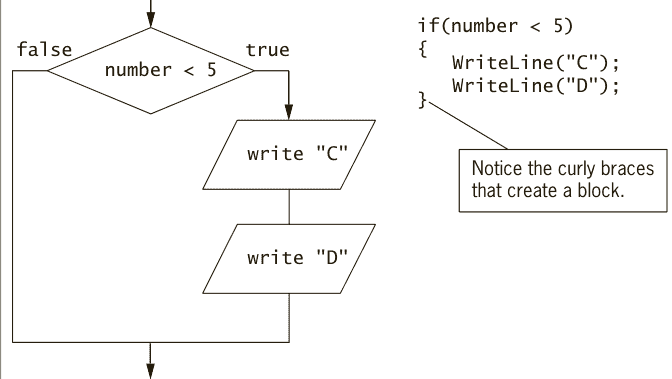 false
true
number < 5
write "C"
write "D"
if(number < 5)
{
WriteLine("C");
WriteLine("D");
}
Notice the curly braces
that create a block.